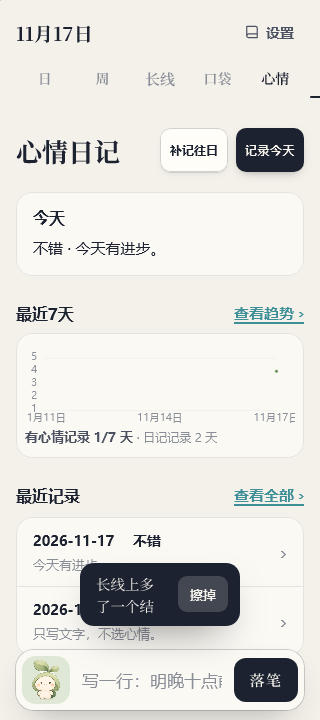 11月17日
设置
日 周 长线 口袋 心情
心情日记
补记往日
记录今天
今天
不错 · 今天有进步。
最近7天
查看趋势 ›
5
4
3
2
1
11月11日 11月14日 11月17日
有心情记录 1/7 天 · 日记记录 2 天
最近记录
查看全部 ›
2026-11-17 不错
今天有进步
长线上多
了一个结
擦掉
2026-1
只写文字，不选心情。
写一行：明晚十点
落笔